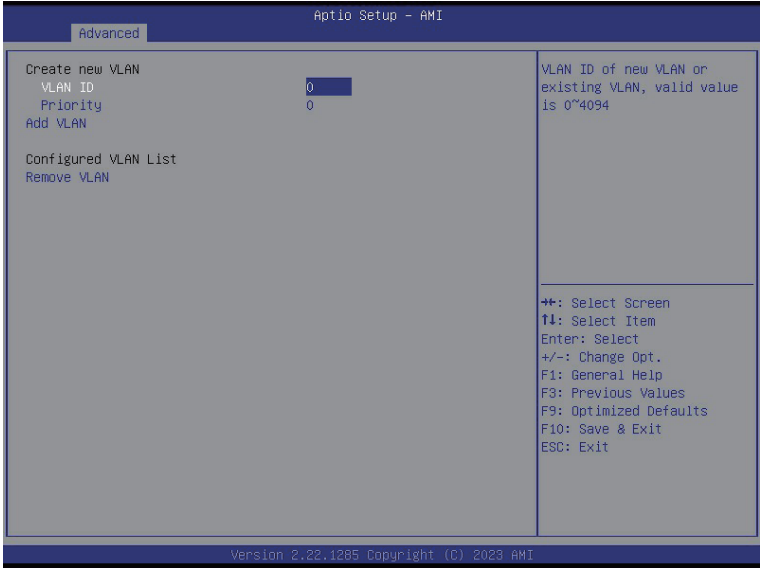 Aptio Setup – AMI
Advanced
Create new VLAN
VLAN ID 0
Priority 0
Add VLAN
Configured VLAN List
Remove VLAN
VLAN ID of new VLAN or
existing VLAN, valid value
is 0~4094
→←: Select Screen
↑↓: Select Item
Enter: Select
+/-: Change Opt.
F1: General Help
F3: Previous Values
F9: Optimized Defaults
F10: Save & Exit
ESC: Exit
Version 2.22.1285 Copyright (C) 2023 AMI